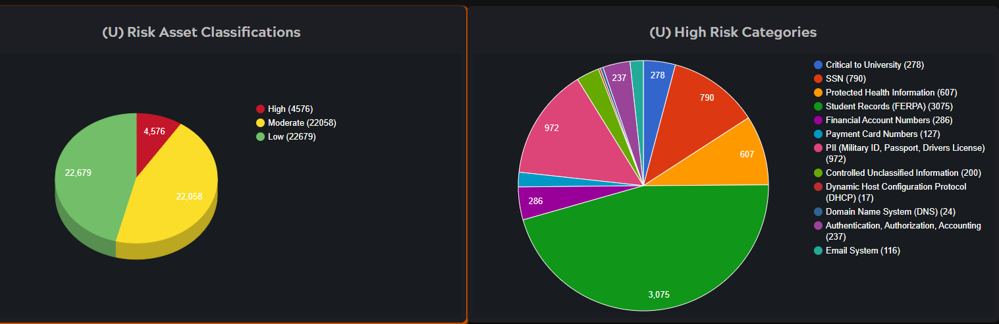 (U) Risk Asset Classifications
4,576
22,679
22,058
High (4576)
Moderate (22058)
Low (22679)
(U) High Risk Categories
237
278
790
972
607
286
3,075
Critical to University (278)
SSN (790)
Protected Health Information (607)
Student Records (FERPA) (3075)
Financial Account Numbers (286)
Payment Card Numbers (127)
PII (Military ID, Passport, Drivers License)
(972)
Controlled Unclassified Information (200)
Dynamic Host Configuration Protocol
(DHCP) (17)
Domain Name System (DNS) (24)
Authentication, Authorization, Accounting
(237)
Email System (116)